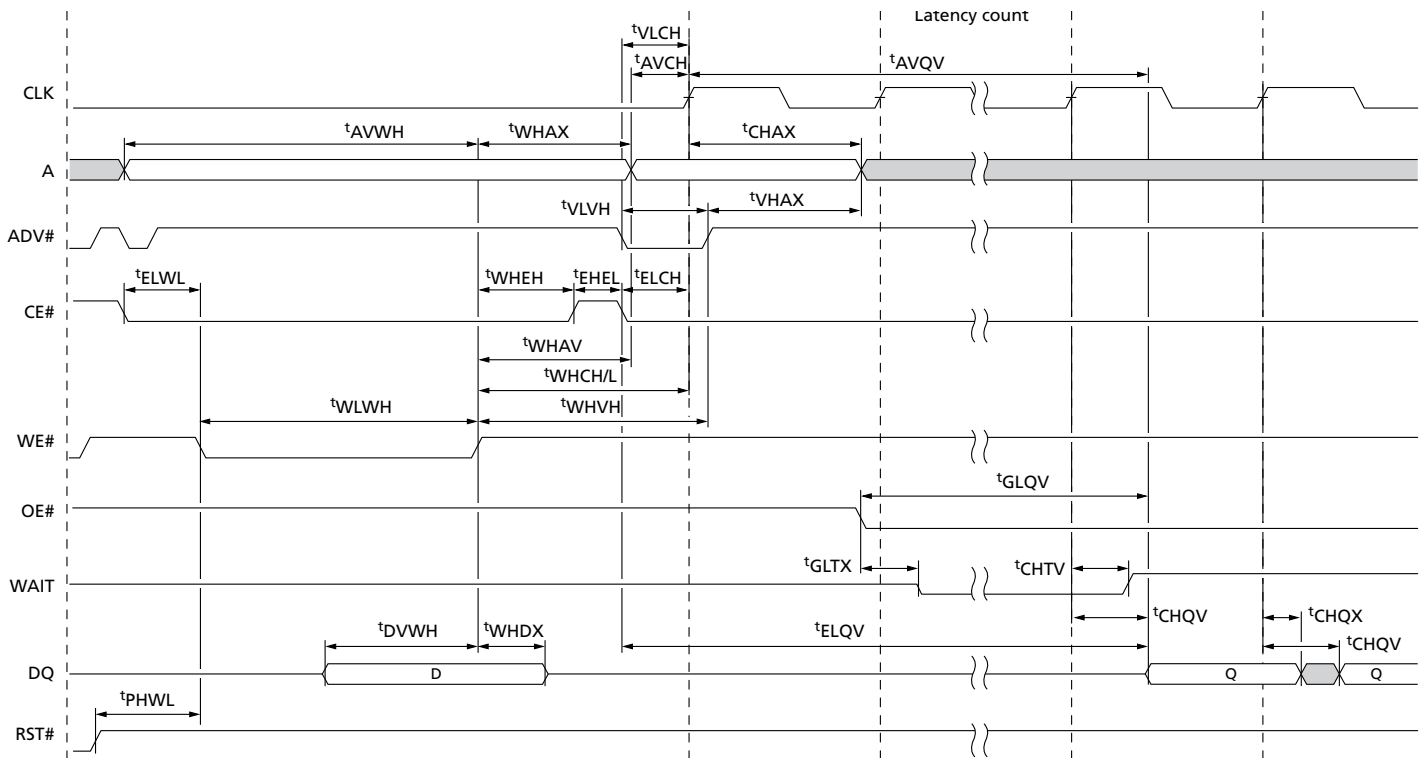 Latency count
tVLCH
tAVCH
tAVQV
CLK
tAVWH
tWHAX
tCHAX
A
tVLVH
tVHAX
ADV#
tELWL
tWHEH
tEHEL
tELCH
CE#
tWHAV
tWHCH/L
tWLWH
tWHVH
WE#
tGLQV
OE#
tGLTX
tCHTV
WAIT
tCHQV
tCHQX
tDVWH
tWHDX
tELQV
tCHQV
DQ
D
Q
Q
tPHWL
RST#